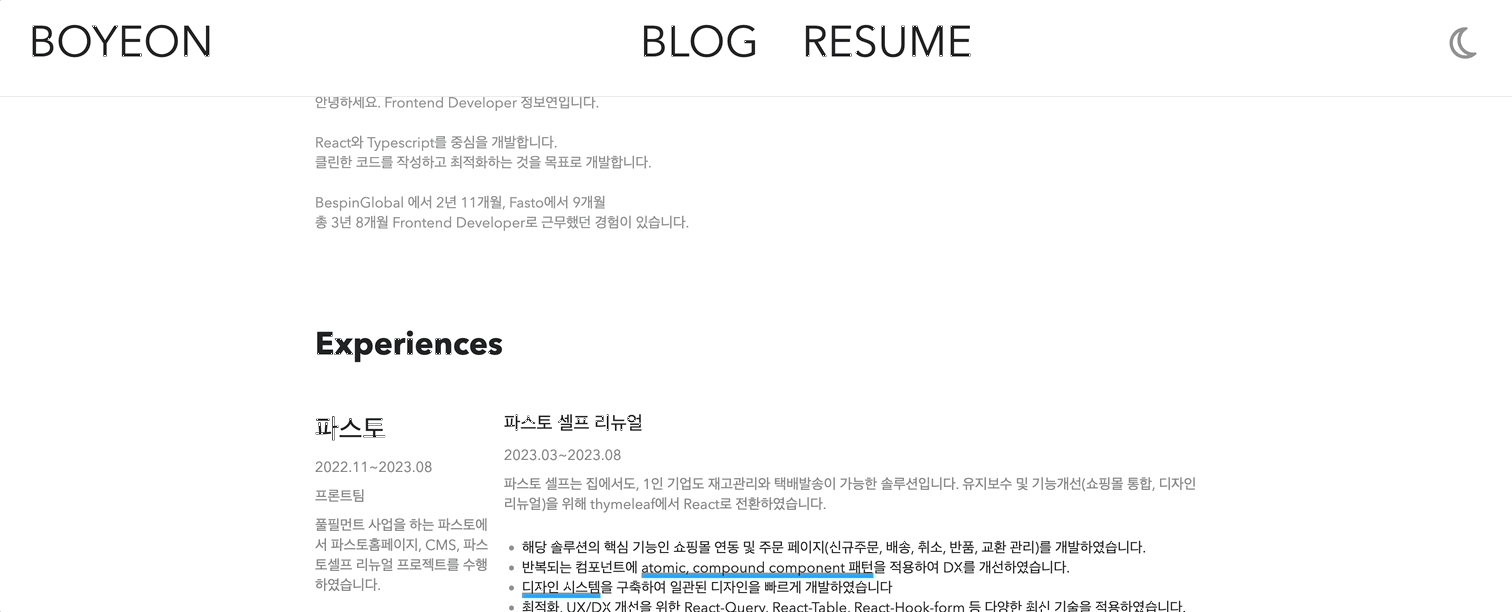 BOYEON BLOG RESUME
안녕하세요. Frontend Developer 정보연입니다.
React와 Typescript를 중심을 개발합니다.
클린한 코드를 작성하고 최적화하는 것을 목표로 개발합니다.
BespinGlobal 에서 2년 11개월, Fasto에서 9개월
총 3년 8개월 Frontend Developer로 근무했던 경험이 있습니다.
Experiences
파스토
2022.11~2023.08
프론트팀
풀필먼트 사업을 하는 파스토에
서 파스토홈페이지, CMS, 파스
토셀프 리뉴얼 프로젝트를 수행
하였습니다.
파스토 셀프 리뉴얼
2023.03~2023.08
파스토 셀프는 집에서도, 1인 기업도 재고관리와 택배발송이 가능한 솔루션입니다. 유지보수 및 기능개선(쇼핑몰 통합, 디자인
리뉴얼)을 위해 thymeleaf에서 React로 전환하였습니다.
• 해당 솔루션의 핵심 기능인 쇼핑몰 연동 및 주문 페이지(신규주문, 배송, 취소, 반품, 교환 관리)를 개발하였습니다.
• 반복되는 컴포넌트에 atomic, compound component 패턴을 적용하여 DX를 개선하였습니다.
• 디자인 시스템을 구축하여 일관된 디자인을 빠르게 개발하였습니다
• 최적화, UX/DX 개선을 위한 React-Query, React-Table, React-Hook-form 등 다양한 최신 기술을 적용하였습니다.